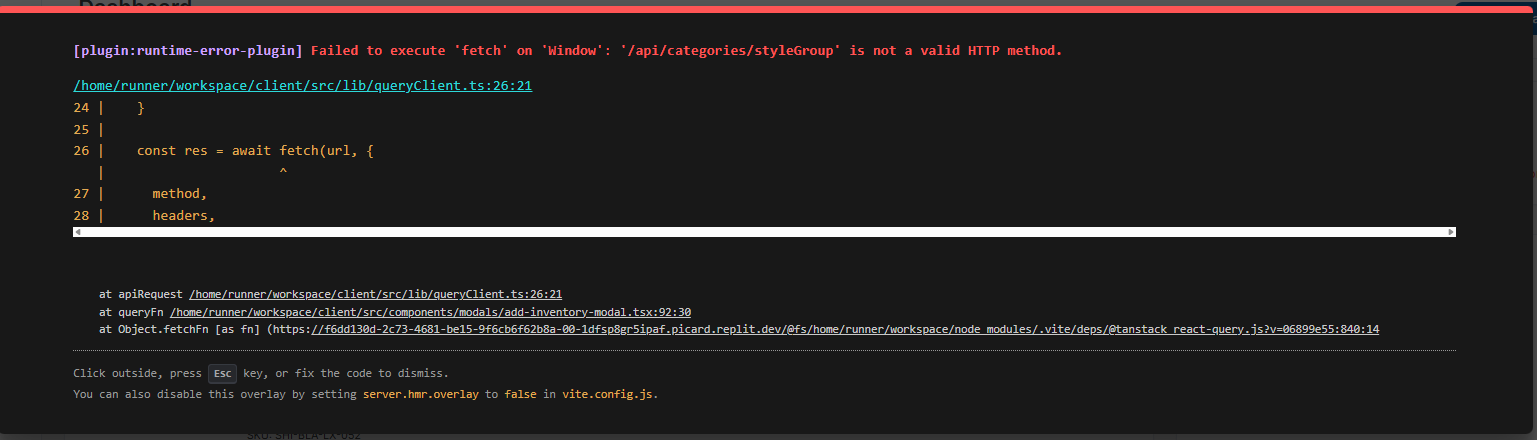 Dashboard
[plugin:runtime-error-plugin] Failed to execute 'fetch' on 'Window': '/api/categories/styleGroup' is not a valid HTTP method.
/home/runner/workspace/client/src/lib/queryClient.ts:26:21
24 |    }
25 |
26 |    const res = await fetch(url, {
   |                      ^
27 |      method,
28 |      headers,
at apiRequest /home/runner/workspace/client/src/lib/queryClient.ts:26:21
at queryFn /home/runner/workspace/client/src/components/modals/add-inventory-modal.tsx:92:30
at Object.fetchFn [as fn] (https://f6dd130d-2c73-4681-be15-9f6cb6f62b8a-00-1dfsp8gr5ipaf.picard.replit.dev/@fs/home/runner/workspace/node_modules/.vite/deps/@tanstack_react-query.js?v=06899e55:840:14
Click outside, press Esc key, or fix the code to dismiss.
You can also disable this overlay by setting server.hmr.overlay to false in vite.config.js.